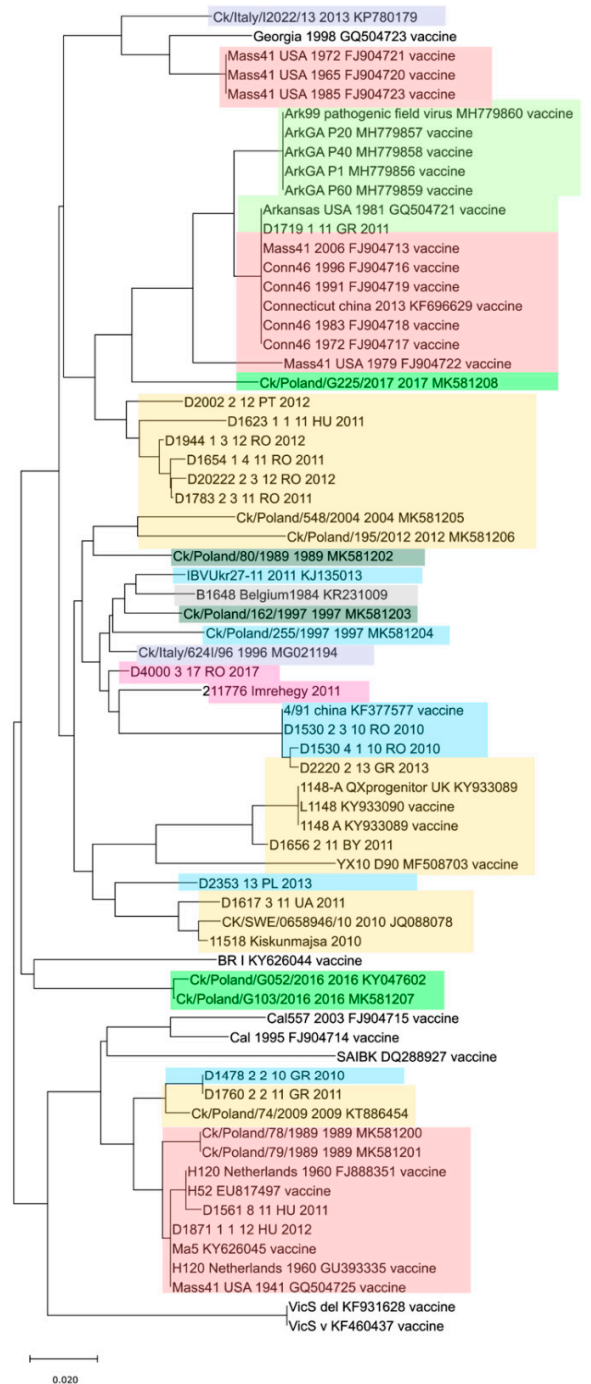 Ck/Italy/I2022/13 2013 KP780179
Georgia 1998 GQ504723 vaccine
Mass41 USA 1972 FJ904721 vaccine
Mass41 USA 1965 FJ904720 vaccine
Mass41 USA 1985 FJ904723 vaccine
Ark99 pathogenic field virus MH779860 vaccine
ArkGA P20 MH779857 vaccine
ArkGA P40 MH779858 vaccine
ArkGA P1 MH779856 vaccine
ArkGA P60 MH779859 vaccine
Arkansas USA 1981 GQ504721 vaccine
D1719 1 11 GR 2011
Mass41 2006 FJ904713 vaccine
Conn46 1996 FJ904716 vaccine
Conn46 1991 FJ904719 vaccine
Connecticut china 2013 KF696629 vaccine
Conn46 1983 FJ904718 vaccine
Conn46 1972 FJ904717 vaccine
Mass41 USA 1979 FJ904722 vaccine
Ck/Poland/G225/2017 2017 MK581208
D2002 2 12 PT 2012
D1623 1 1 11 HU 2011
D1944 1 3 12 RO 2012
D1654 1 4 11 RO 2011
D20222 2 3 12 RO 2012
D1783 2 3 11 RO 2011
Ck/Poland/548/2004 2004 MK581205
Ck/Poland/195/2012 2012 MK581206
Ck/Poland/80/1989 1989 MK581202
IBVUkr27-11 2011 KJ135013
B1648 Belgium1984 KR231009
Ck/Poland/162/1997 1997 MK581203
Ck/Poland/255/1997 1997 MK581204
Ck/Italy/624I/96 1996 MG021194
D4000 3 17 RO 2017
211776 Imrehegy 2011
4/91 china KF377577 vaccine
D1530 2 3 10 RO 2010
D1530 4 1 10 RO 2010
D2220 2 13 GR 2013
1148-A QXprogenitor UK KY933089
L1148 KY933090 vaccine
1148 A KY933089 vaccine
D1656 2 11 BY 2011
YX10 D90 MF508703 vaccine
D2353 13 PL 2013
D1617 3 11 UA 2011
CK/SWE/0658946/10 2010 JQ088078
11518 Kiskunmajsa 2010
BR I KY626044 vaccine
Ck/Poland/G052/2016 2016 KY047602
Ck/Poland/G103/2016 2016 MK581207
Cal557 2003 FJ904715 vaccine
Cal 1995 FJ904714 vaccine
SAIBK DQ288927 vaccine
D1478 2 2 10 GR 2010
D1760 2 2 11 GR 2011
Ck/Poland/74/2009 2009 KT886454
Ck/Poland/78/1989 1989 MK581200
Ck/Poland/79/1989 1989 MK581201
H120 Netherlands 1960 FJ888351 vaccine
H52 EU817497 vaccine
D1561 8 11 HU 2011
D1871 1 1 12 HU 2012
Ma5 KY626045 vaccine
H120 Netherlands 1960 GU393335 vaccine
Mass41 USA 1941 GQ504725 vaccine
VicS del KF931628 vaccine
VicS v KF460437 vaccine
0.020